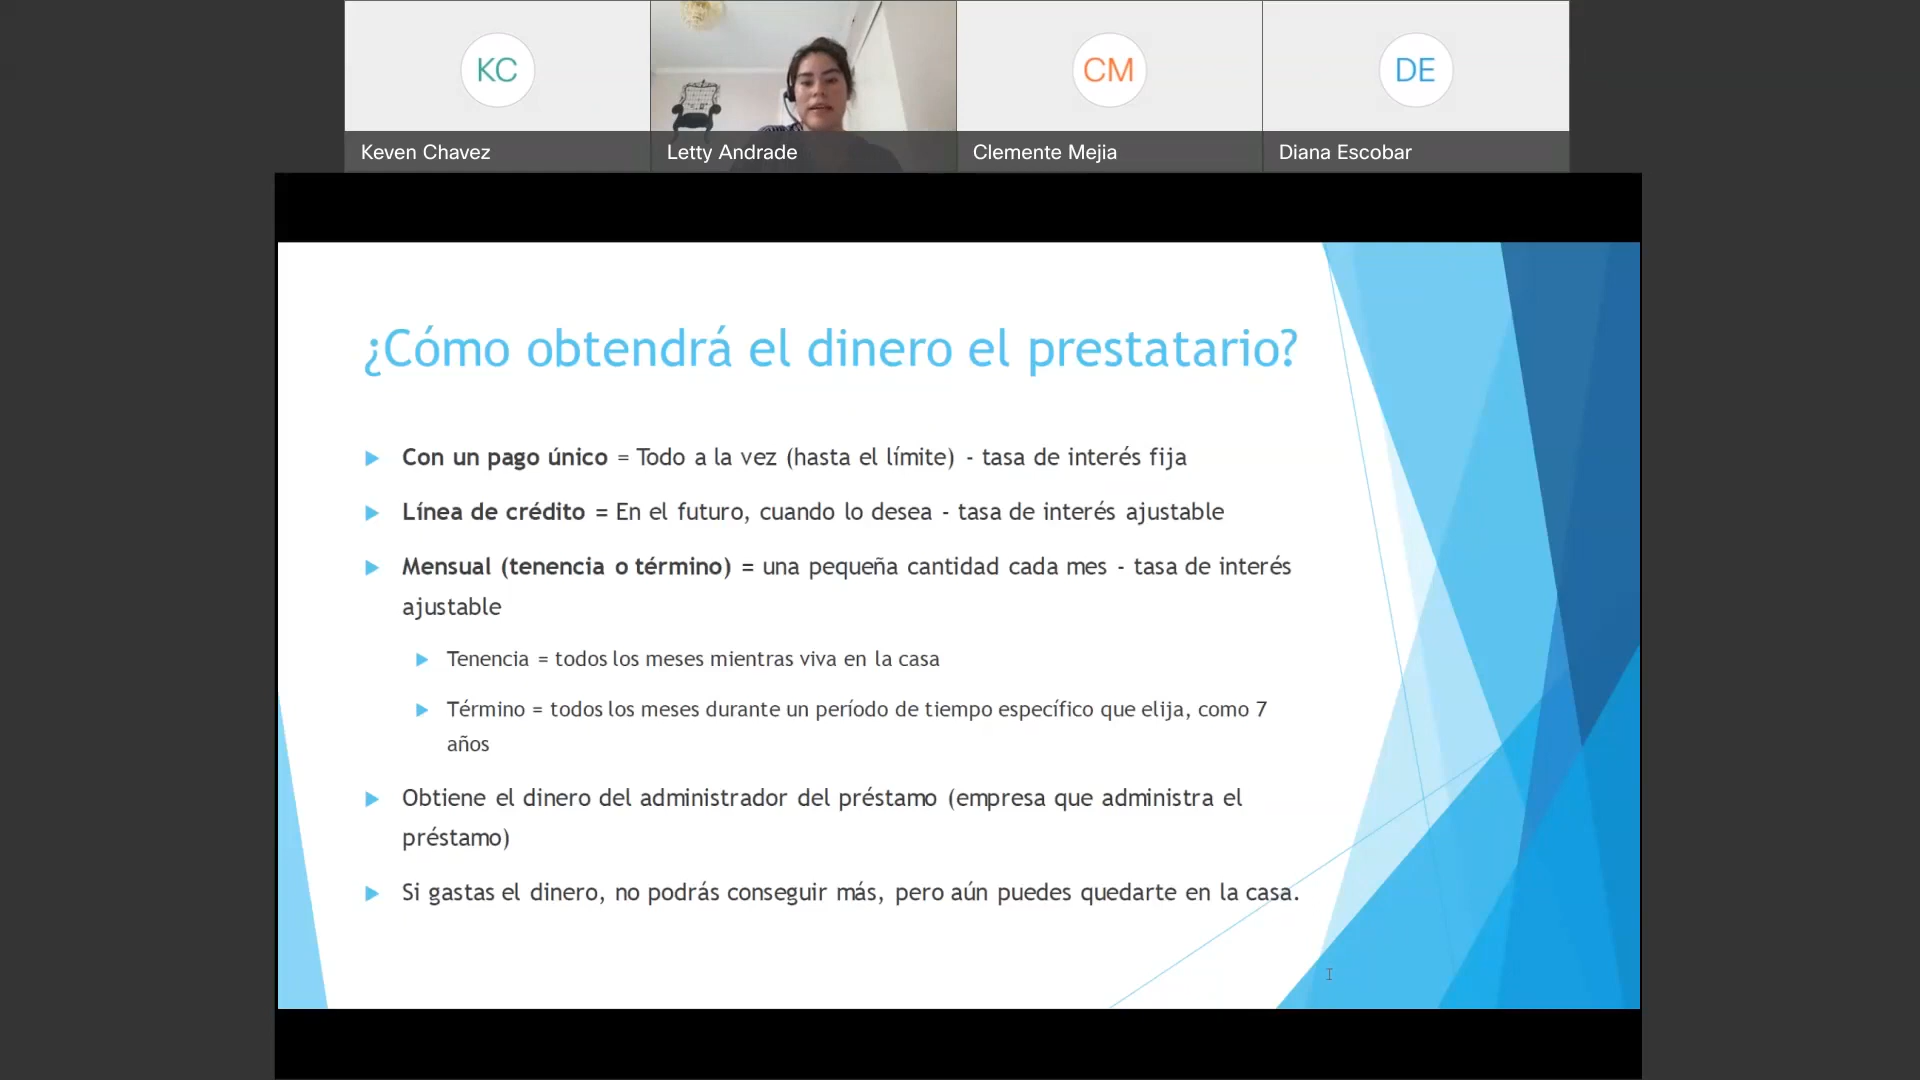 KC
CM
DE
Keven Chavez
Letty Andrade
Clemente Mejia
Diana Escobar
¿Cómo obtendrá el dinero el prestatario?
Con un pago único = Todo a la vez (hasta el límite) - tasa de interés fija
Línea de crédito = En el futuro, cuando lo desea - tasa de interés ajustable
Mensual (tenencia o término) = una pequeña cantidad cada mes - tasa de interés
ajustable
Tenencia = todos los meses mientras viva en la casa
Término = todos los meses durante un período de tiempo específico que elija, como 7
años
Obtiene el dinero del administrador del préstamo (empresa que administra el
préstamo)
Si gastas el dinero, no podrás conseguir más, pero aún puedes quedarte en la casa.